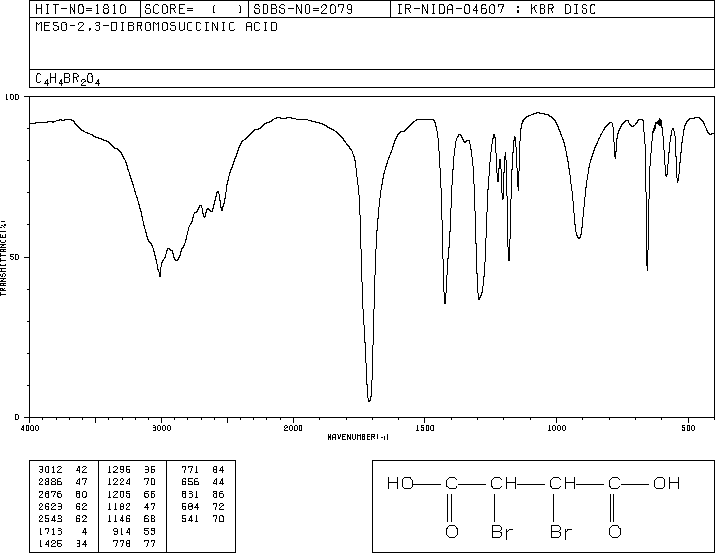 HIT-NO=1810 SCORE= ( ) SDBS-NO=2079 IR-NIDA-04607 : KBR DISC
MESO-2,3-DIBROMOSUCCINIC ACID
C4H4BR2O4
100
50
0
TRANSMITTANCE(%)
4000 3000 2000 1500 1000 500
WAVENUMBER(-1)
3012 42 1296 36 771 84
2886 47 1224 70 656 44
2676 60 1205 66 631 86
2623 62 1182 47 584 72
2543 62 1146 68 541 70
1713 4 914 59
1426 34 778 77
HO C CH CH C OH
O Br Br O